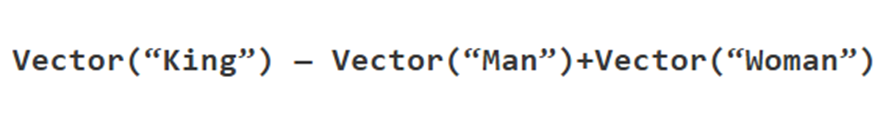 Vector(“King”) – Vector(“Man”)+Vector(“Woman”)